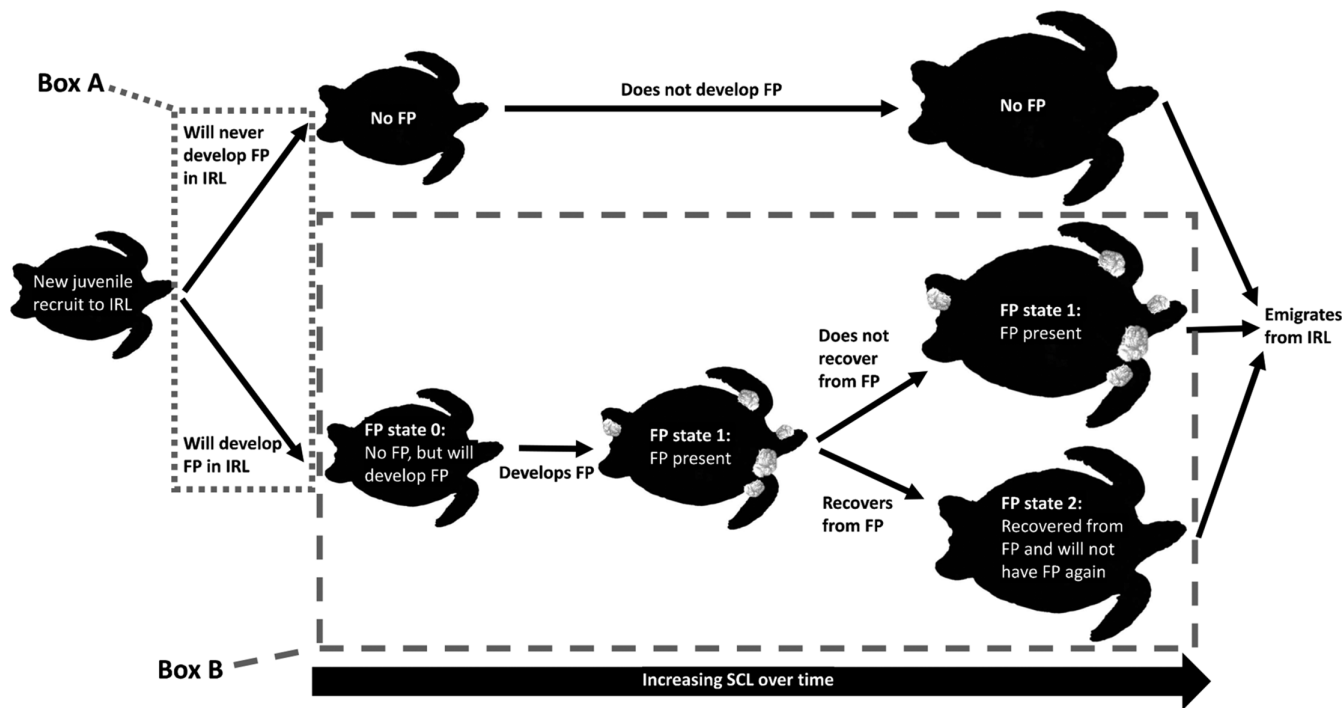 Box A
Will never
develop FP
in IRL
No FP
Does not develop FP
No FP
New juvenile
recruit to IRL
Will develop
FP in IRL
FP state 0:
No FP, but will
develop FP
Develops FP
FP state 1:
FP present
Does not
recover
from FP
FP state 1:
FP present
Recovers
from FP
FP state 2:
Recovered from
FP and will not
have FP again
Emigrates
from IRL
Box B
Increasing SCL over time